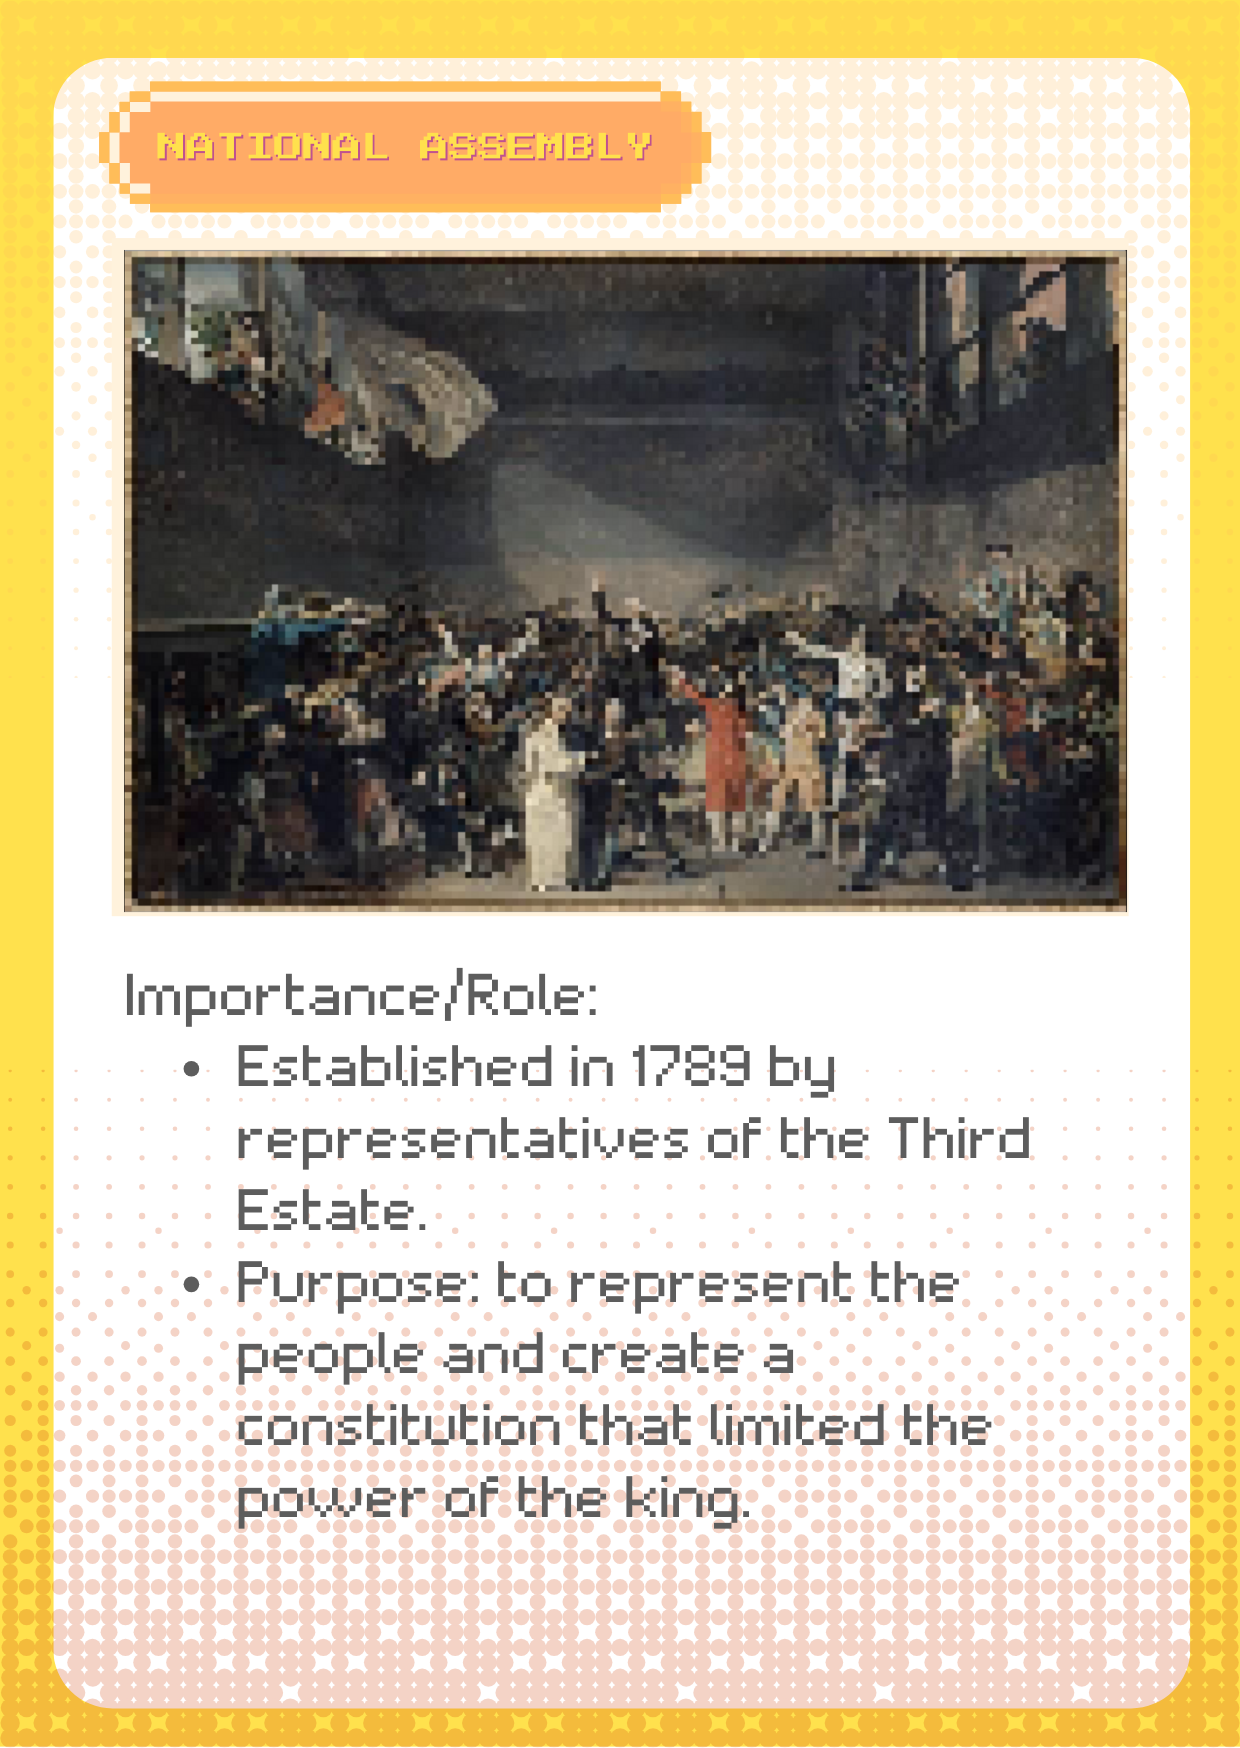 NATIONAL ASSEMBLY
Importance/Role:
• Established in 1789 by
representatives of the Third
Estate.
• Purpose: to represent the
people and create a
constitution that limited the
power of the king.